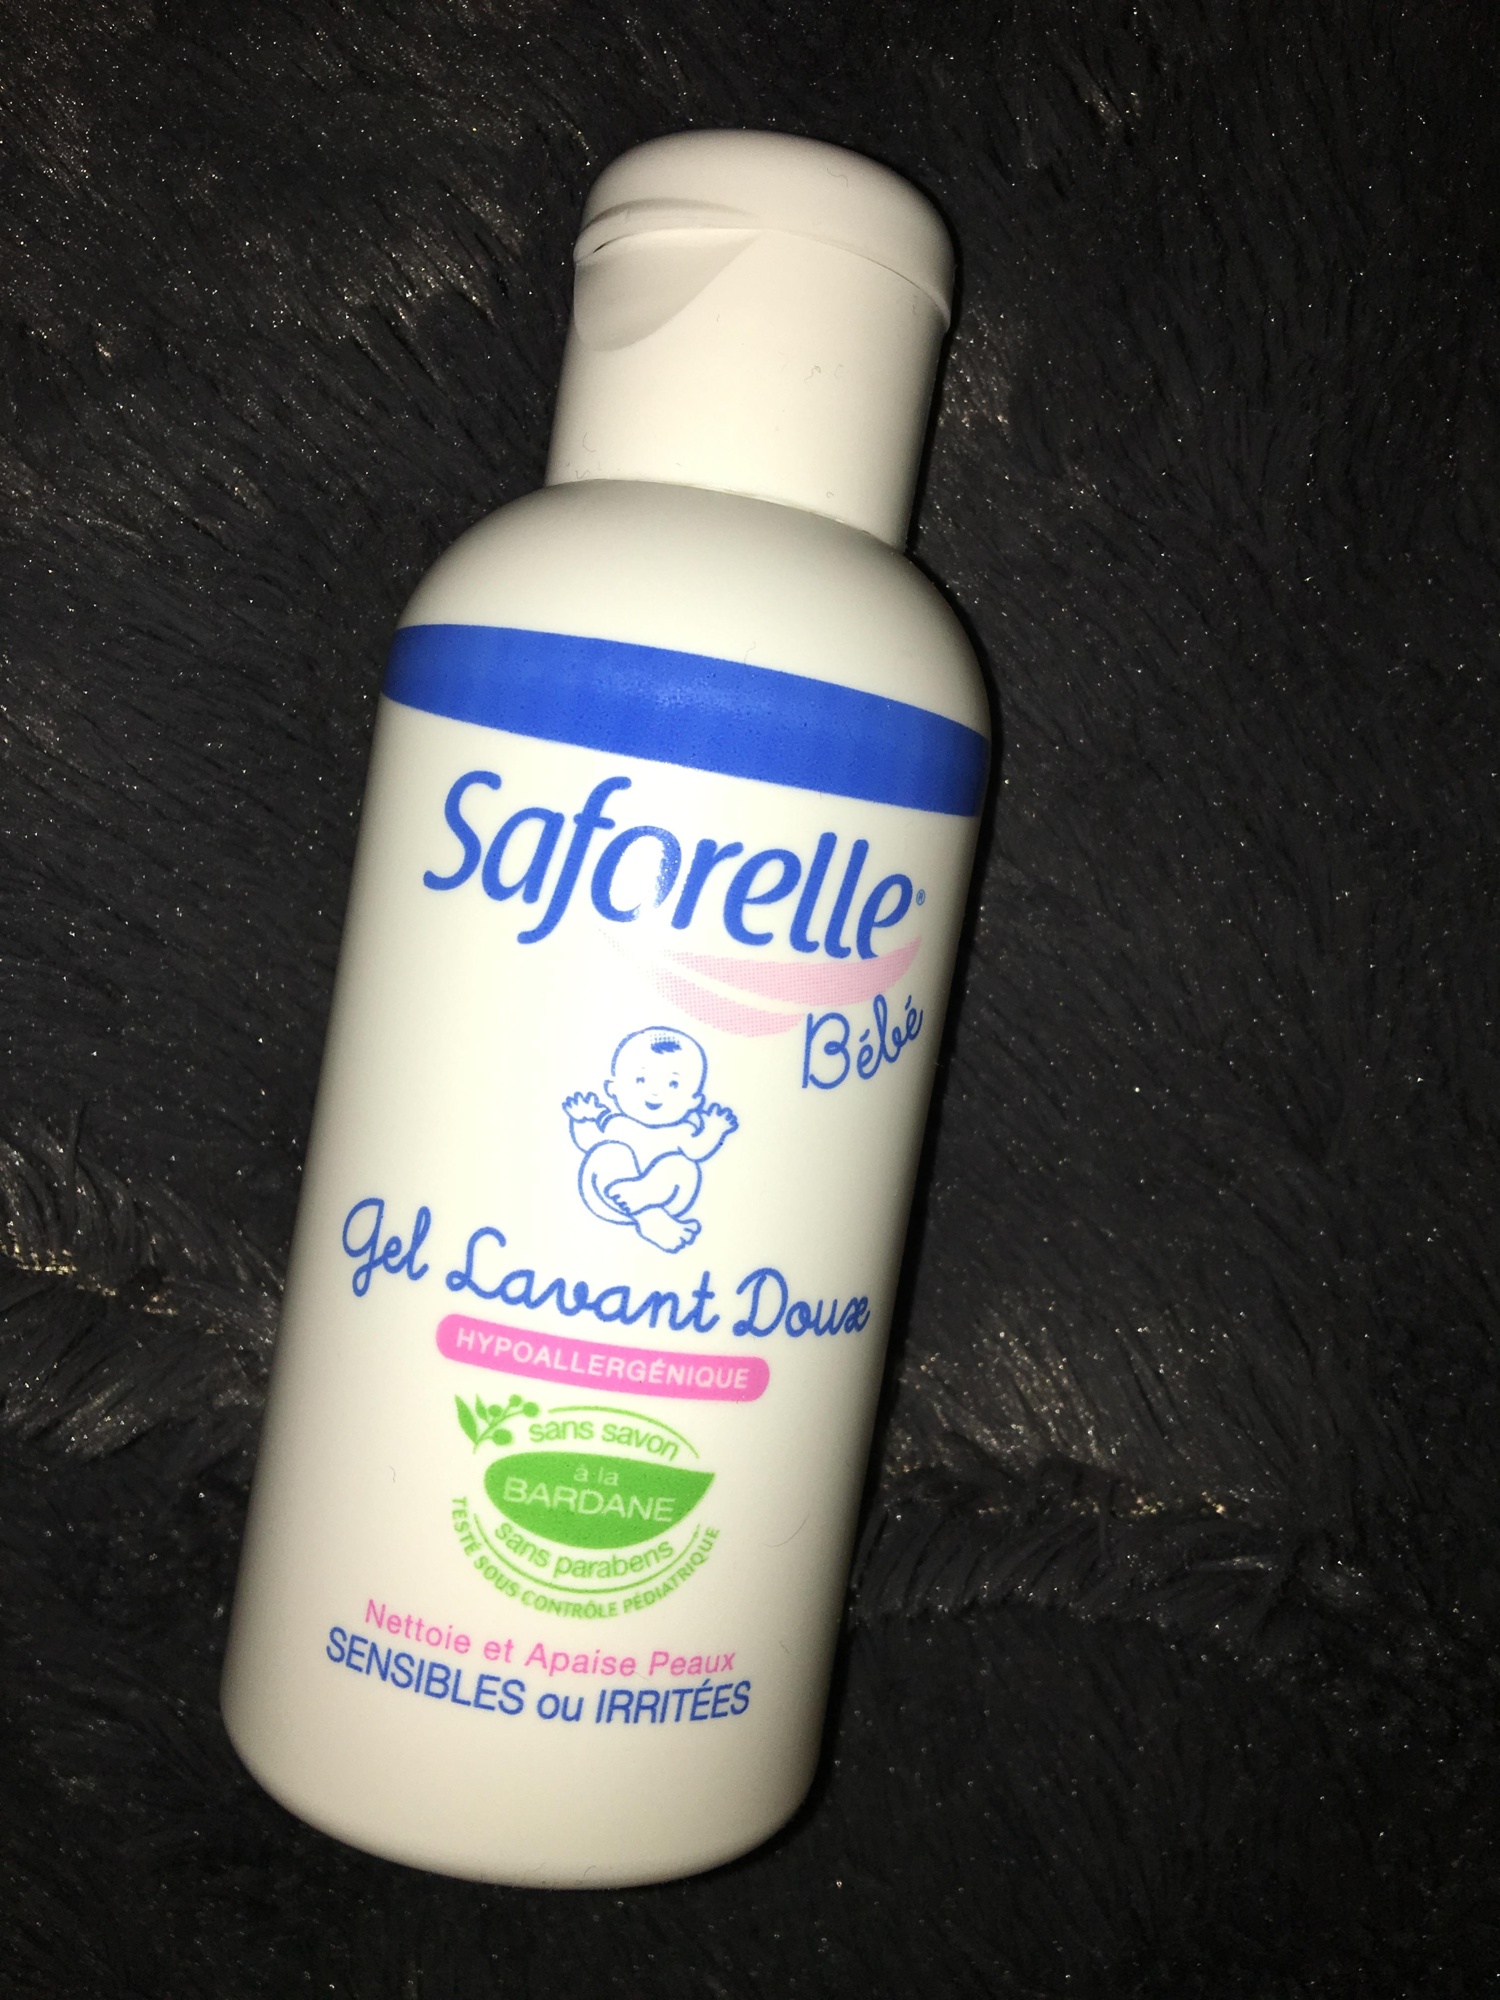 Saforelle®
Bébé
Gel Lavant Doux
HYPOALLERGÉNIQUE
sans savon
à la
BARDANE
sans parabens
TESTÉ SOUS CONTRÔLE PÉDIATRIQUE
Nettoie et Apaise Peaux
SENSIBLES ou IRRITÉES